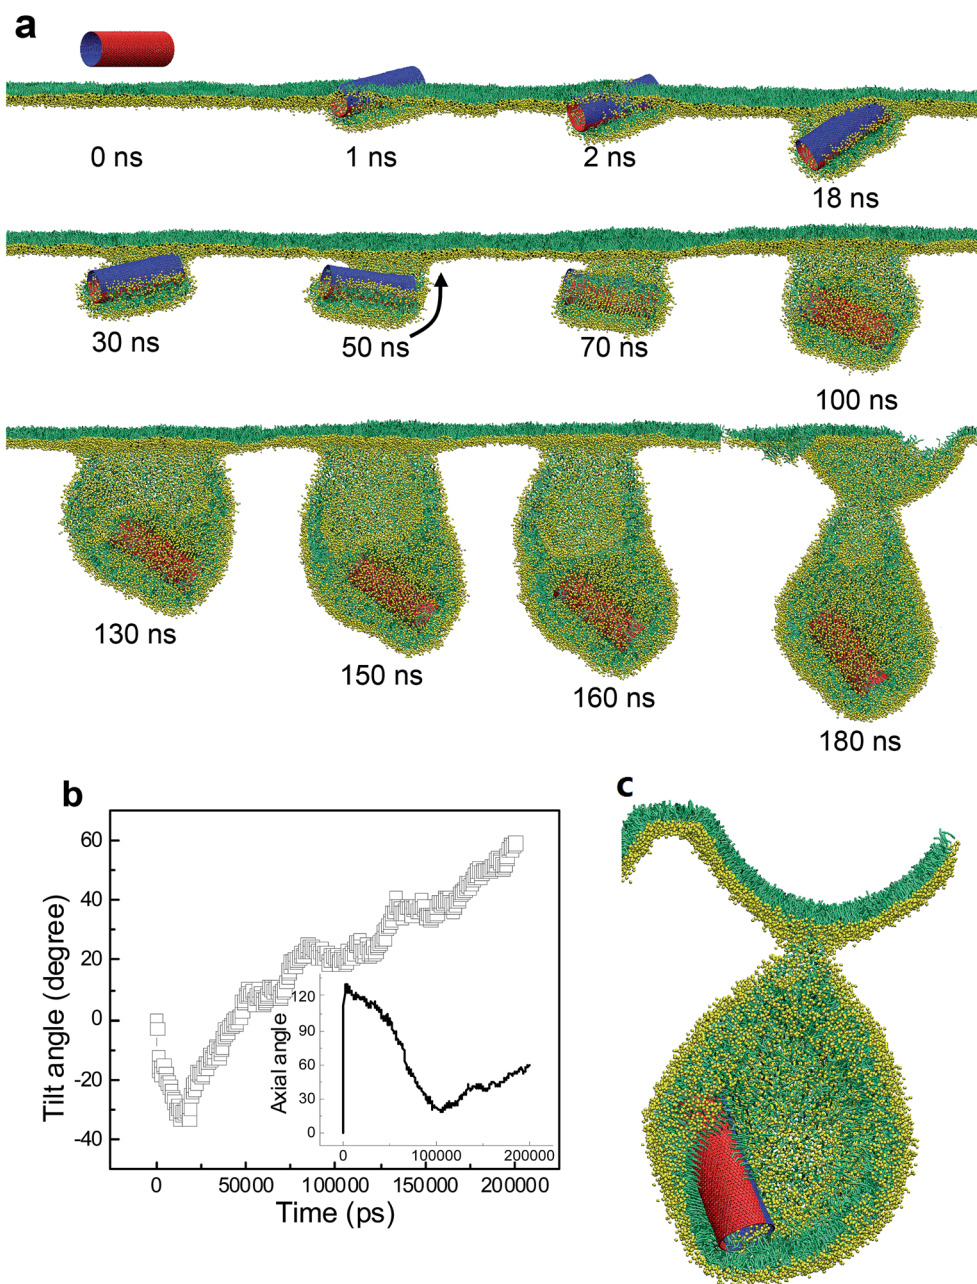 a
0 ns
1 ns
2 ns
18 ns
30 ns
50 ns
70 ns
100 ns
130 ns
150 ns
160 ns
180 ns
b
Tilt angle (degree)
60
40
20
0
-20
-40
0
50000
100000
150000
200000
Time (ps)
Axial angle
120
90
60
30
0
0
100000
200000
c